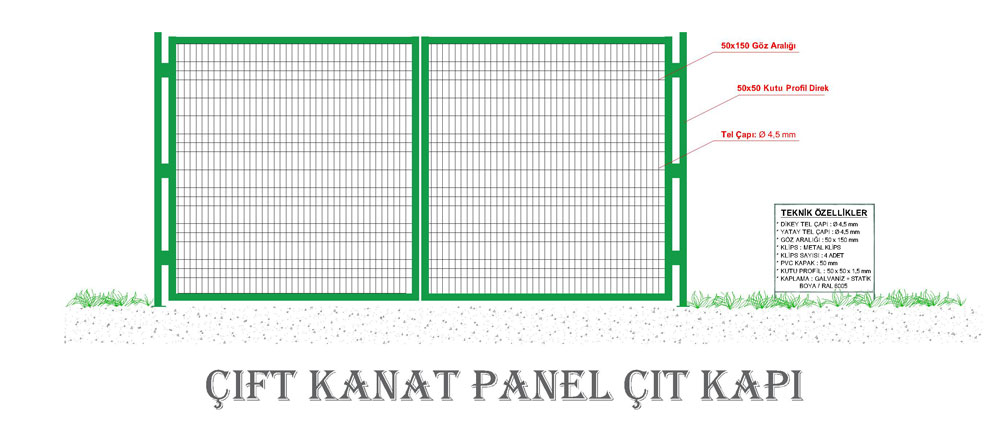 50x150 Göz Aralığı
50x50 Kutu Profil Direk
Tel Çapı: Ø 4,5 mm
TEKNİK ÖZELLİKLER
* DİKEY TEL ÇAPI : Ø 4,5 mm
* YATAY TEL ÇAPI : Ø 4,5 mm
* GÖZ ARALIĞI : 50 x 150 mm
* KLİPS : METAL KLİPS
* KLİPS SAYISI : 4 ADET
* PVC KAPAK : 50 mm
* KUTU PROFİL : 50 x 50 x 1,5 mm
* KAPLAMA : GALVANİZ + STATİK
BOYA / RAL 6005
ÇIFT KANAT PANEL ÇIT KAPI